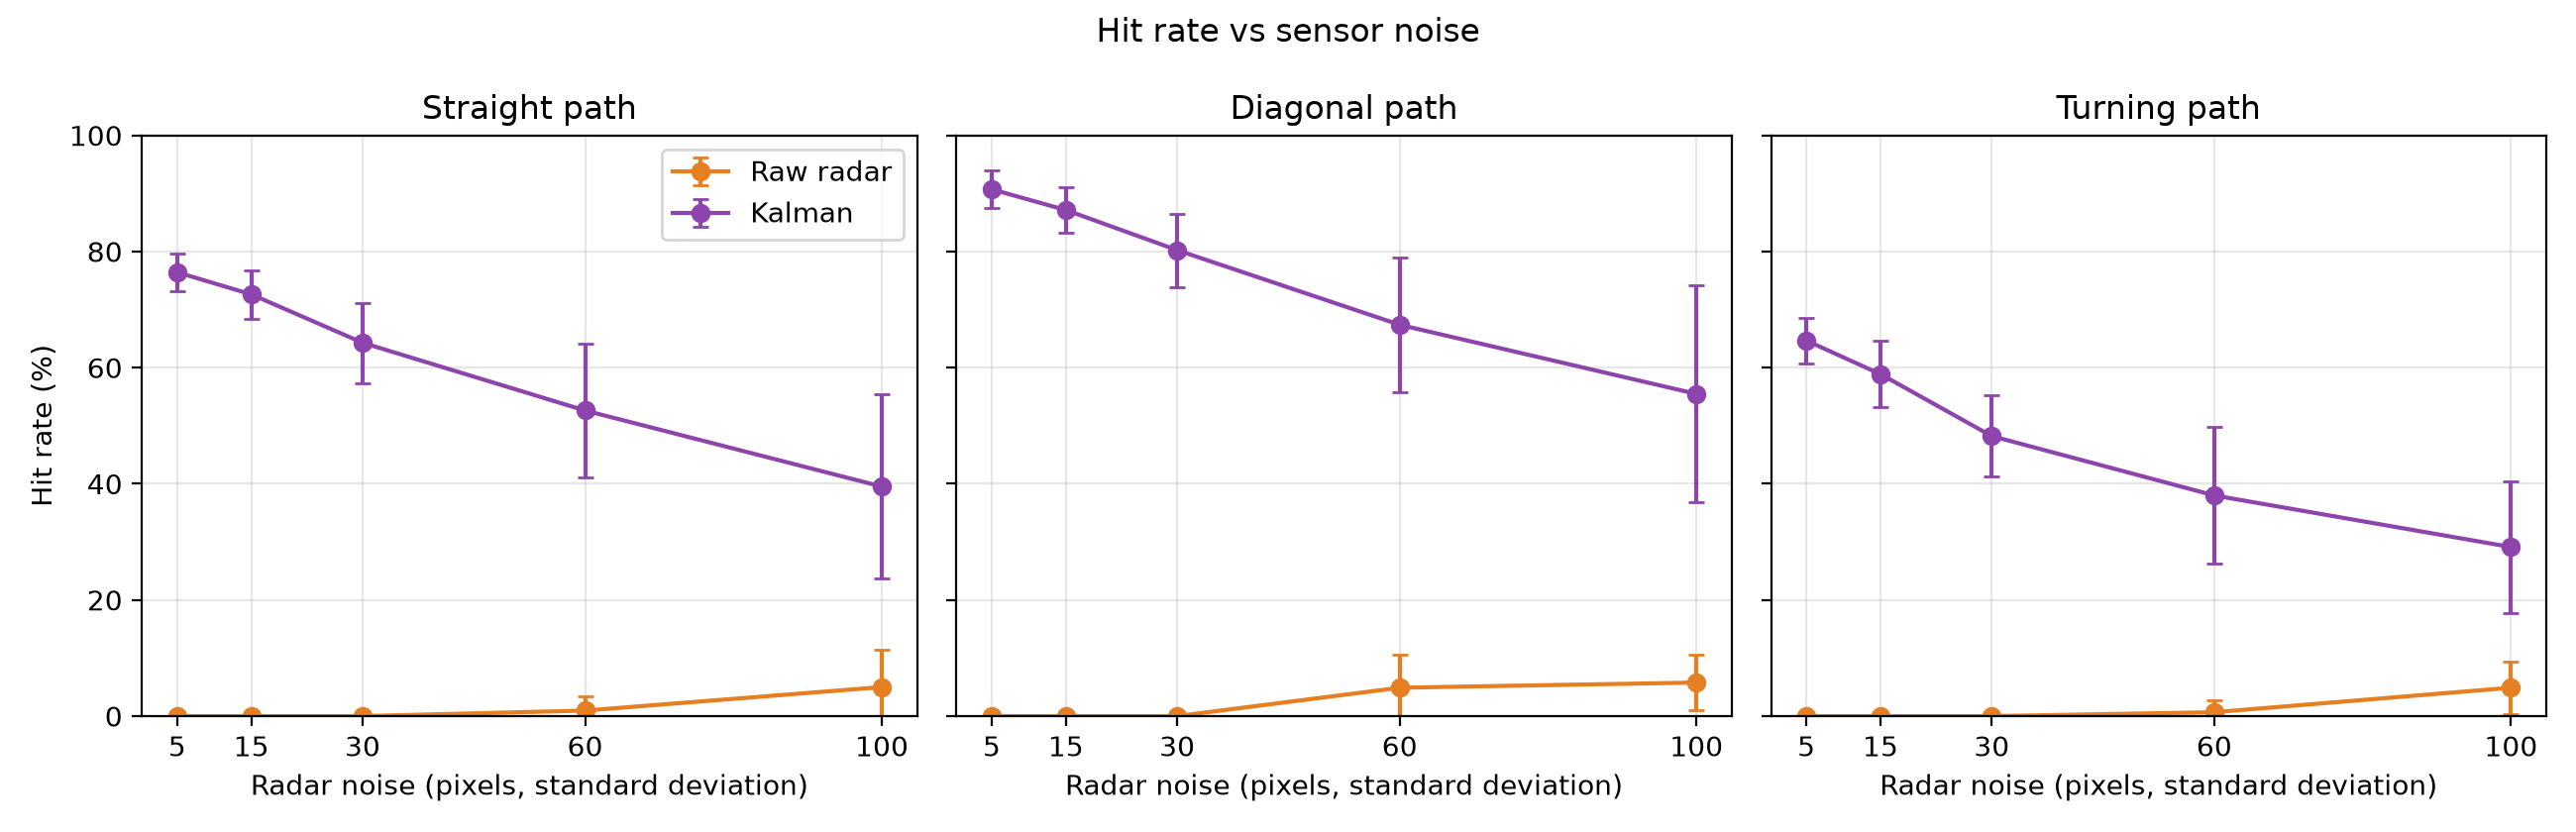 Hit rate vs sensor noise
Straight path
Diagonal path
Turning path
Raw radar
Kalman
Hit rate (%)
100
80
60
40
20
0
5 15 30 60 100
5 15 30 60 100
5 15 30 60 100
Radar noise (pixels, standard deviation)
Radar noise (pixels, standard deviation)
Radar noise (pixels, standard deviation)